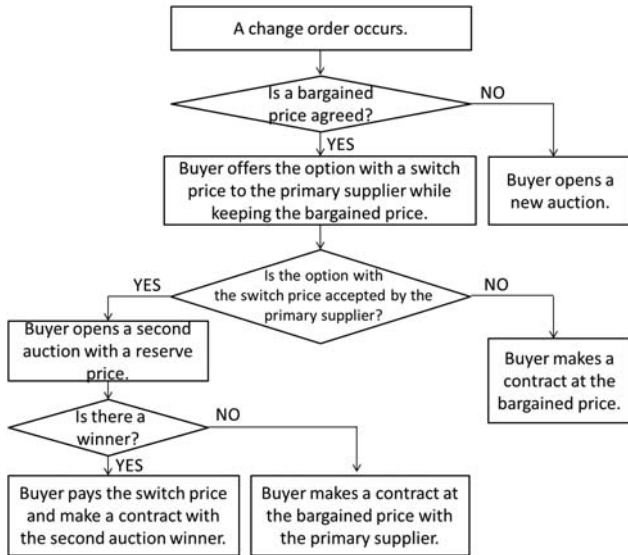 A change order occurs.
Is a bargained
price agreed?
NO
YES
Buyer offers the option with a switch
price to the primary supplier while
keeping the bargained price.
Buyer opens a
new auction.
Is the option with
the switch price accepted by the
primary supplier?
YES
NO
Buyer opens a second
auction with a reserve
price.
Buyer makes a
contract at the
bargained price.
Is there a
winner?
NO
YES
Buyer pays the switch price
and make a contract with
the second auction winner.
Buyer makes a contract at
the bargained price with
the primary supplier.